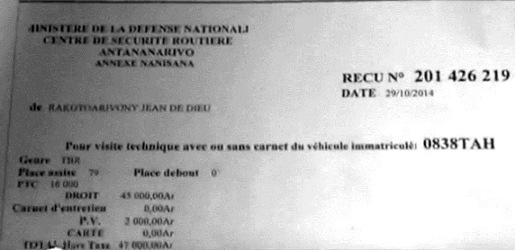 MINISTERE DE LA DEFENSE NATIONALE
CENTRE DE SECURITE ROUTIERE
ANTANANARIVO
ANNEXE NANISANA
RECU N° 201 426 219
DATE 29/10/2014
de RAKOTOARIVONY JEAN DE DIEU
Pour visite technique avec ou sans carnet du véhicule immatriculé: 0838TAH
Genre TBR
Place assise 79 Place debout 0
PTC 16 000
DROIT 45 000,00Ar
Carnet d'entretien 0,00Ar
P.V. 2 000,00Ar
CARTE 0,00Ar
Hors Taxe 47 000,00Ar